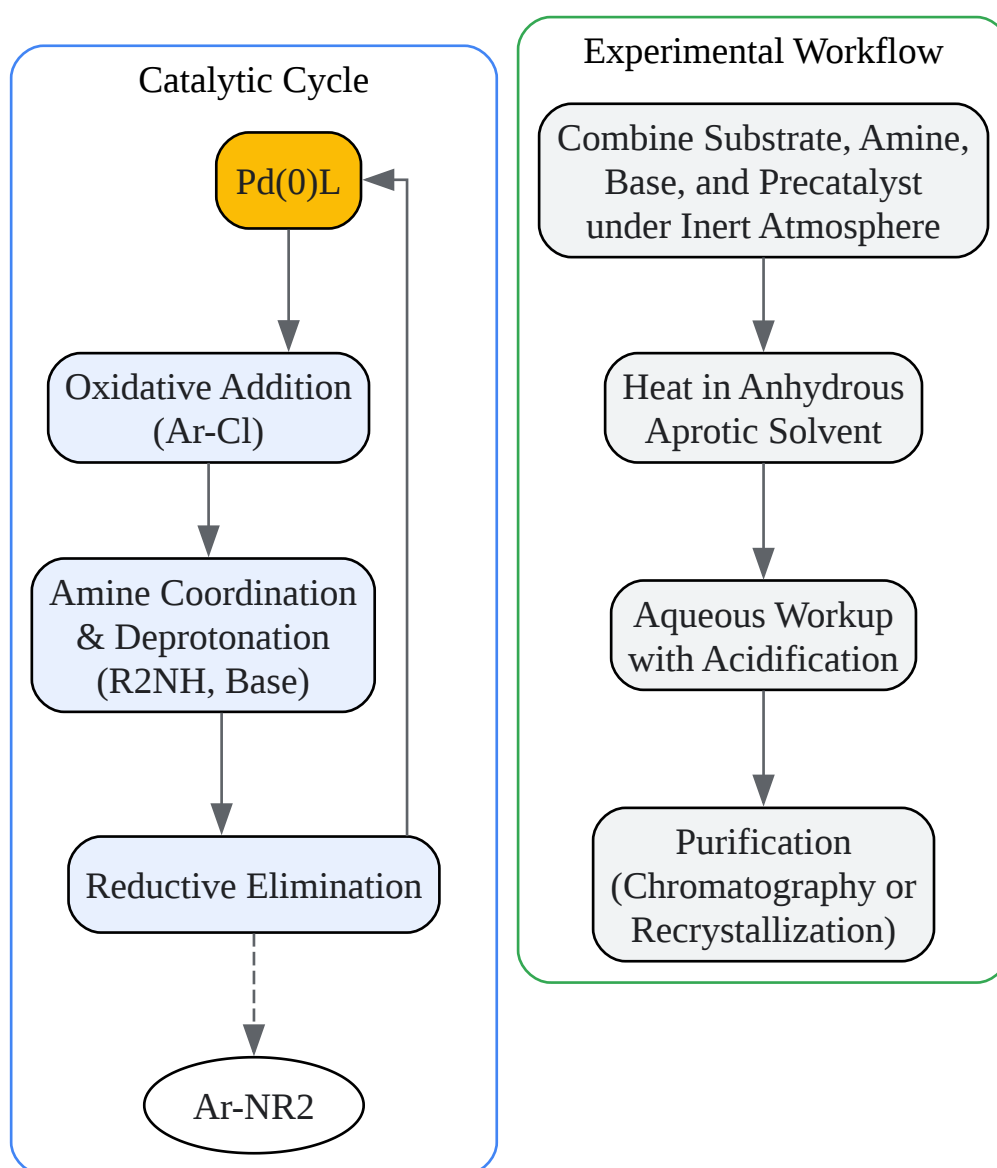 Catalytic Cycle
Pd(0)L
Oxidative Addition
(Ar-Cl)
Amine Coordination
& Deprotonation
(R2NH, Base)
Reductive Elimination
Ar-NR2
Experimental Workflow
Combine Substrate, Amine,
Base, and Precatalyst
under Inert Atmosphere
Heat in Anhydrous
Aprotic Solvent
Aqueous Workup
with Acidification
Purification
(Chromatography or
Recrystallization)